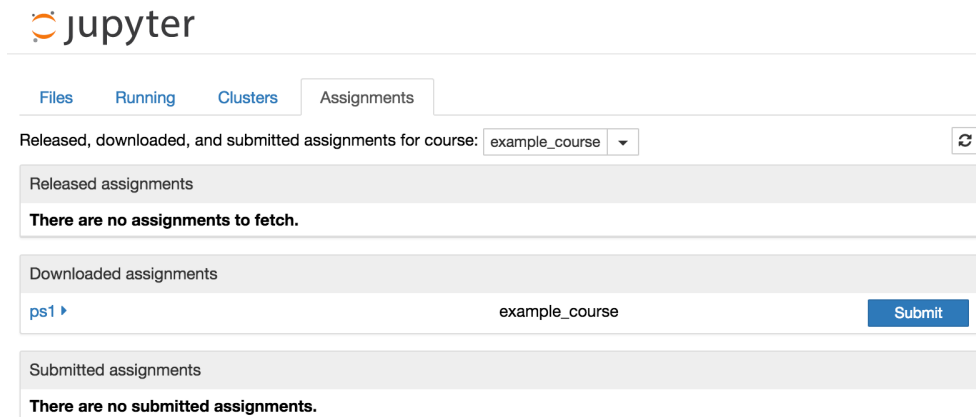 jupyter
Files Running Clusters Assignments
Released, downloaded, and submitted assignments for course: example_course
Released assignments
There are no assignments to fetch.
Downloaded assignments
ps1 example_course Submit
Submitted assignments
There are no submitted assignments.